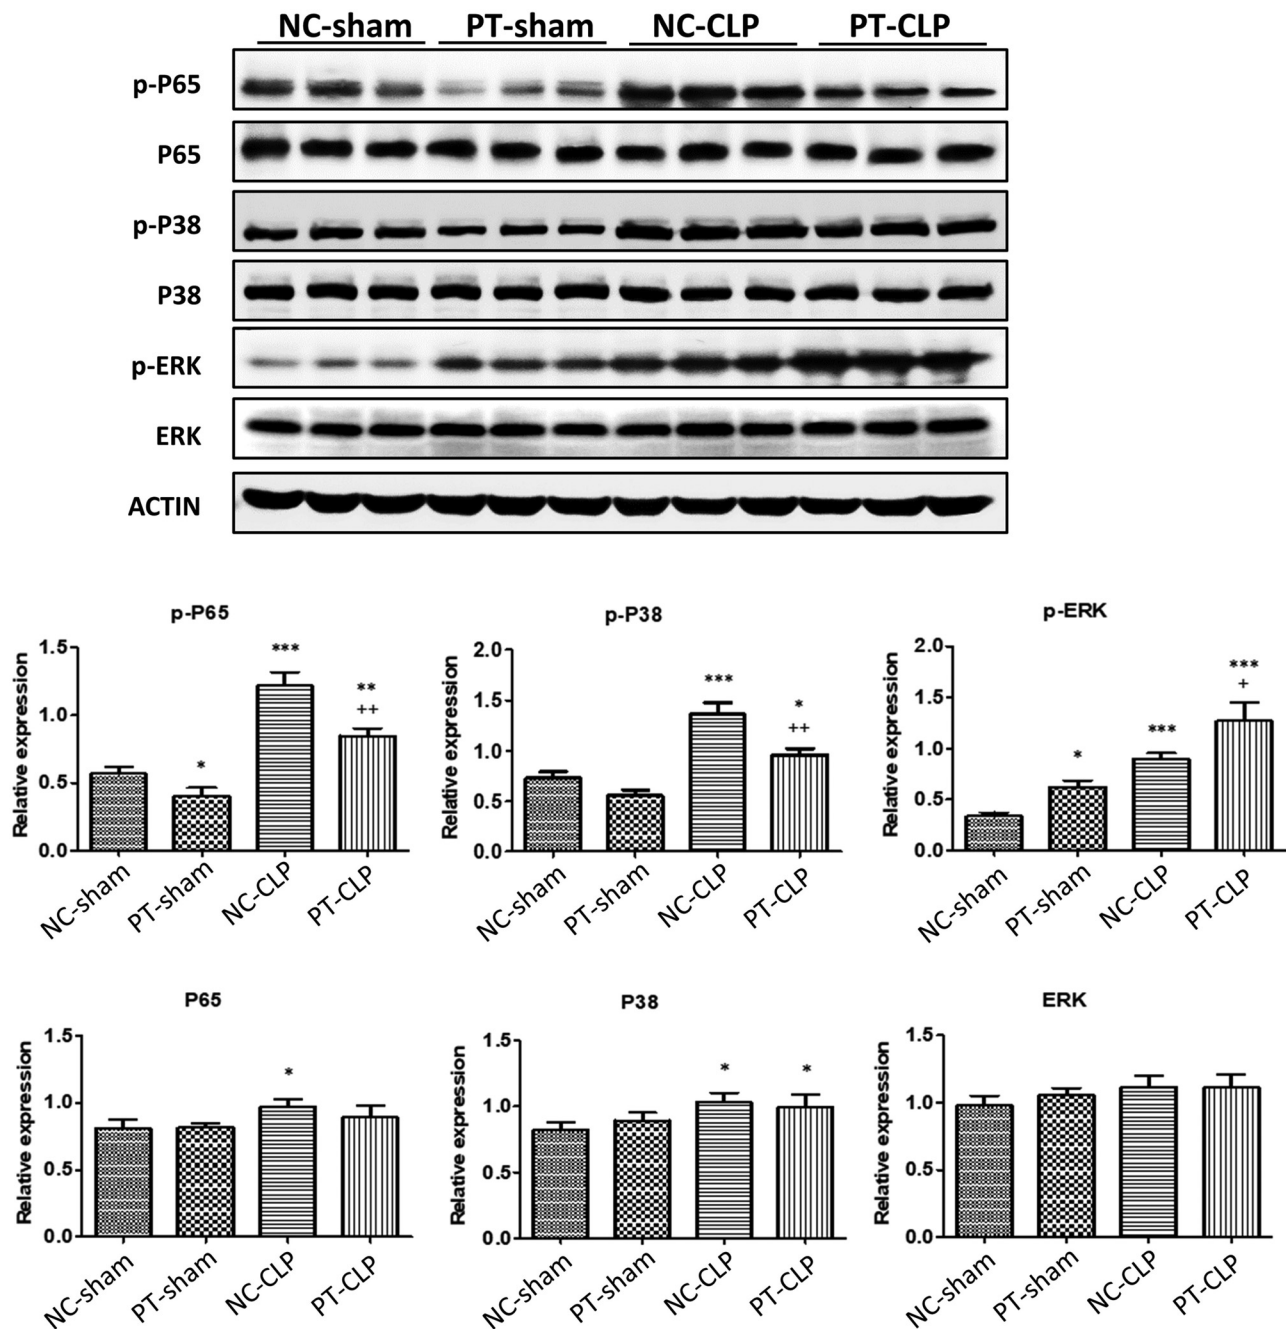 NC-sham PT-sham NC-CLP PT-CLP
p-P65
P65
p-P38
P38
p-ERK
ERK
ACTIN
p-P65
Relative expression
1.5
1.0
0.5
0.0
*
***
**
++
NC-sham
PT-sham
NC-CLP
PT-CLP
p-P38
Relative expression
2.0
1.5
1.0
0.5
0.0
***
*
++
NC-sham
PT-sham
NC-CLP
PT-CLP
p-ERK
Relative expression
2.0
1.5
1.0
0.5
0.0
*
***
***
+
NC-sham
PT-sham
NC-CLP
PT-CLP
P65
Relative expression
1.5
1.0
0.5
0.0
*
NC-sham
PT-sham
NC-CLP
PT-CLP
P38
Relative expression
1.5
1.0
0.5
0.0
*
*
NC-sham
PT-sham
NC-CLP
PT-CLP
ERK
Relative expression
1.5
1.0
0.5
0.0
NC-sham
PT-sham
NC-CLP
PT-CLP